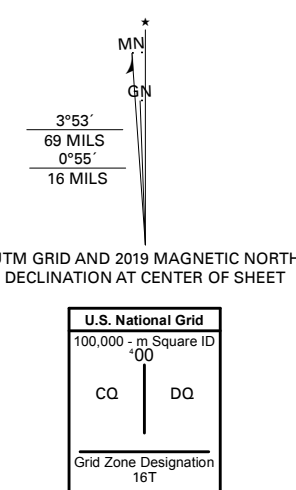 MN
GN
3°53´
69 MILS
0°55´
16 MILS
UTM GRID AND 2019 MAGNETIC NORTH
DECLINATION AT CENTER OF SHEET
U.S. National Grid
100,000 - m Square ID
⁴00
CQ DQ
Grid Zone Designation
16T